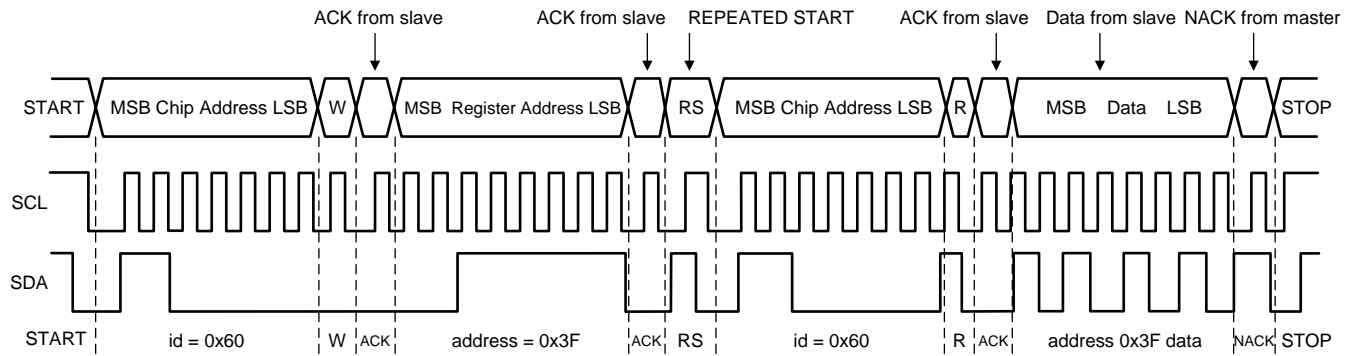 ACK from slave ACK from slave REPEATED START ACK from slave Data from slave NACK from master
START MSB Chip Address LSB W MSB Register Address LSB RS MSB Chip Address LSB R MSB Data LSB STOP
SCL
SDA
START id = 0x60 W ACK address = 0x3F ACK RS id = 0x60 R ACK address 0x3F data NACK STOP